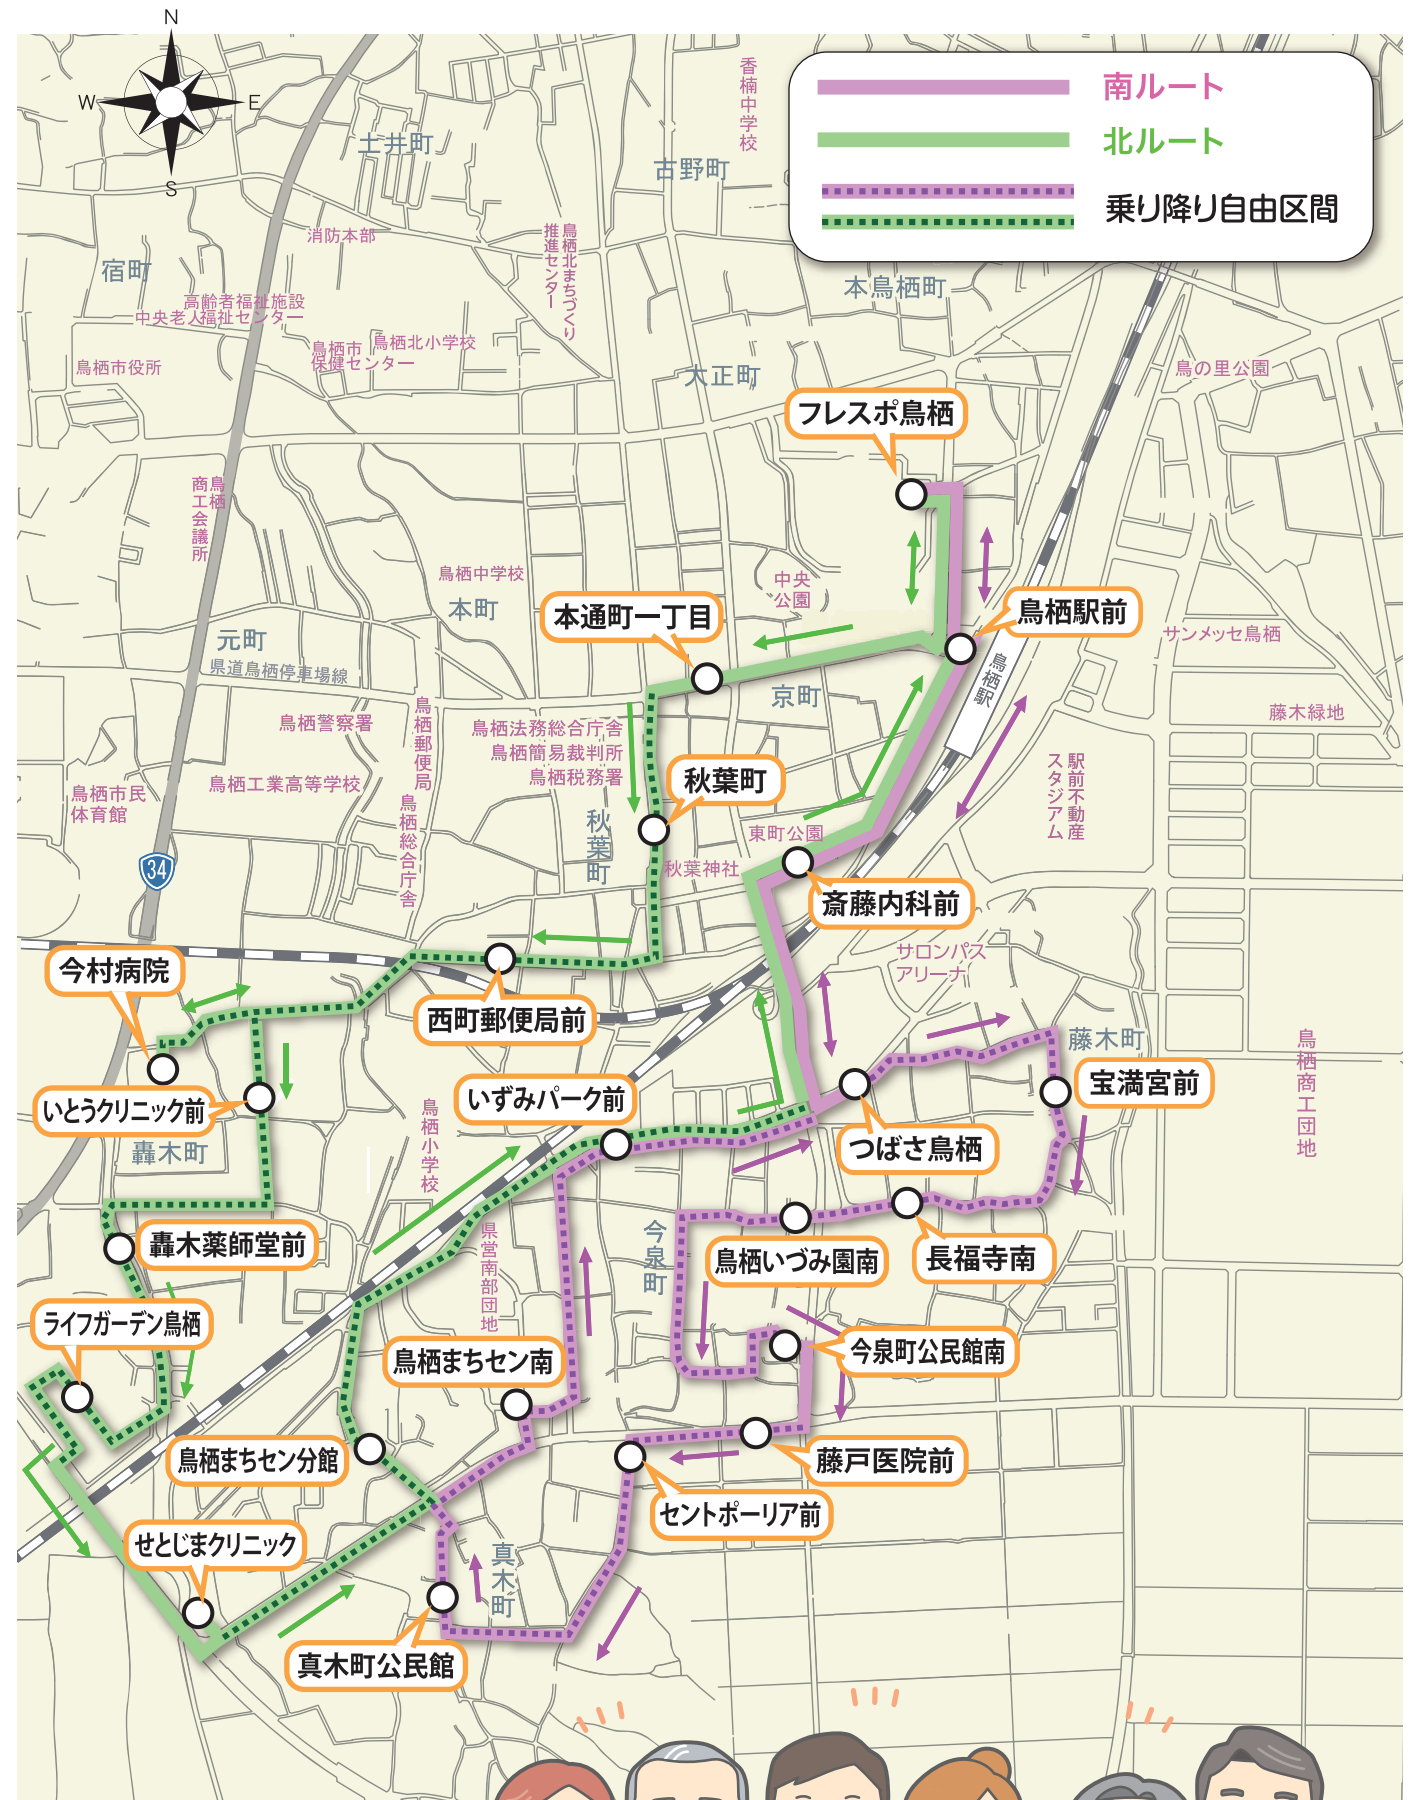 N
W
E
S
南ルート
北ルート
乗り降り自由区間
香楠中学校
土井町
古野町
消防本部
鳥栖北まちづくり
推進センター
宿町
本鳥栖町
高齢者福祉施設
中央老人福祉センター
鳥栖市役所
鳥栖市
保健センター
鳥栖北小学校
大正町
鳥の里公園
フレスポ鳥栖
鳥栖
商工会議所
鳥栖中学校
中央
公園
本町
本通町一丁目
鳥栖駅前
元町
サンメッセ鳥栖
県道鳥栖停車場線
鳥栖駅
京町
鳥栖警察署
鳥栖郵便局
鳥栖法務総合庁舎
鳥栖簡易裁判所
鳥栖税務署
藤木緑地
鳥栖工業高等学校
鳥栖市民
体育館
鳥栖総合庁舎
秋葉町
秋葉町
駅前不動産
スタジアム
東町公園
34
秋葉神社
斎藤内科前
サロンパス
アリーナ
今村病院
西町郵便局前
藤木町
鳥栖商工団地
宝満宮前
いとうクリニック前
いずみパーク前
鳥栖小学校
轟木町
つばさ鳥栖
轟木薬師堂前
県営南部団地
今泉町
鳥栖いづみ園南
長福寺南
ライフガーデン鳥栖
鳥栖まちセン南
今泉町公民館南
鳥栖まちセン分館
藤戸医院前
セントポーリア前
せとじまクリニック
真木町
真木町公民館